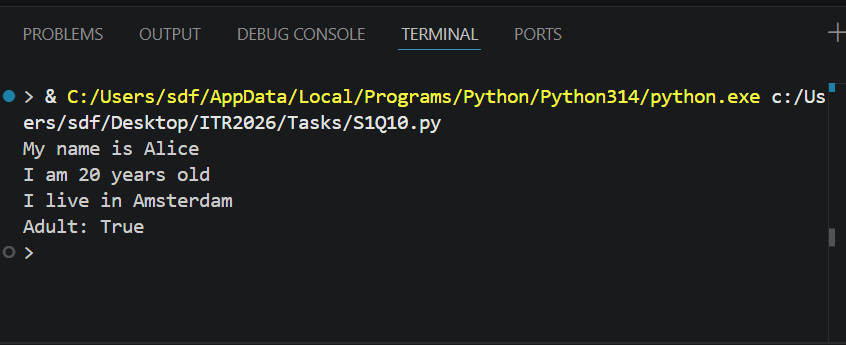 PROBLEMS OUTPUT DEBUG CONSOLE TERMINAL PORTS
> & C:/Users/sdf/AppData/Local/Programs/Python/Python314/python.exe c:/Us
ers/sdf/Desktop/ITR2026/Tasks/S1Q10.py
My name is Alice
I am 20 years old
I live in Amsterdam
Adult: True
>